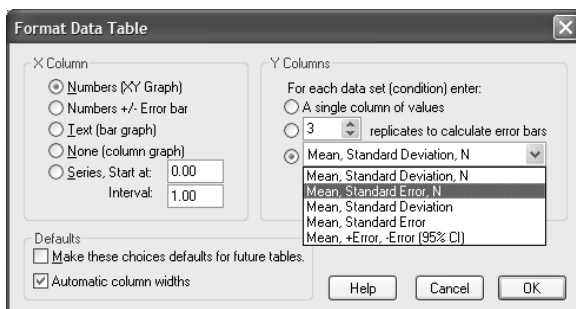 Format Data Table
X Column
Numbers (XY Graph)
Numbers +/- Error bar
Text (bar graph)
None (column graph)
Series, Start at: 0.00
Interval: 1.00
Y Columns
For each data set (condition) enter:
A single column of values
3 replicates to calculate error bars
Mean, Standard Deviation, N
Mean, Standard Deviation, N
Mean, Standard Error, N
Mean, Standard Deviation
Mean, Standard Error
Mean, +Error, -Error (95% CI)
Defaults
Make these choices defaults for future tables.
Automatic column widths
Help
Cancel
OK